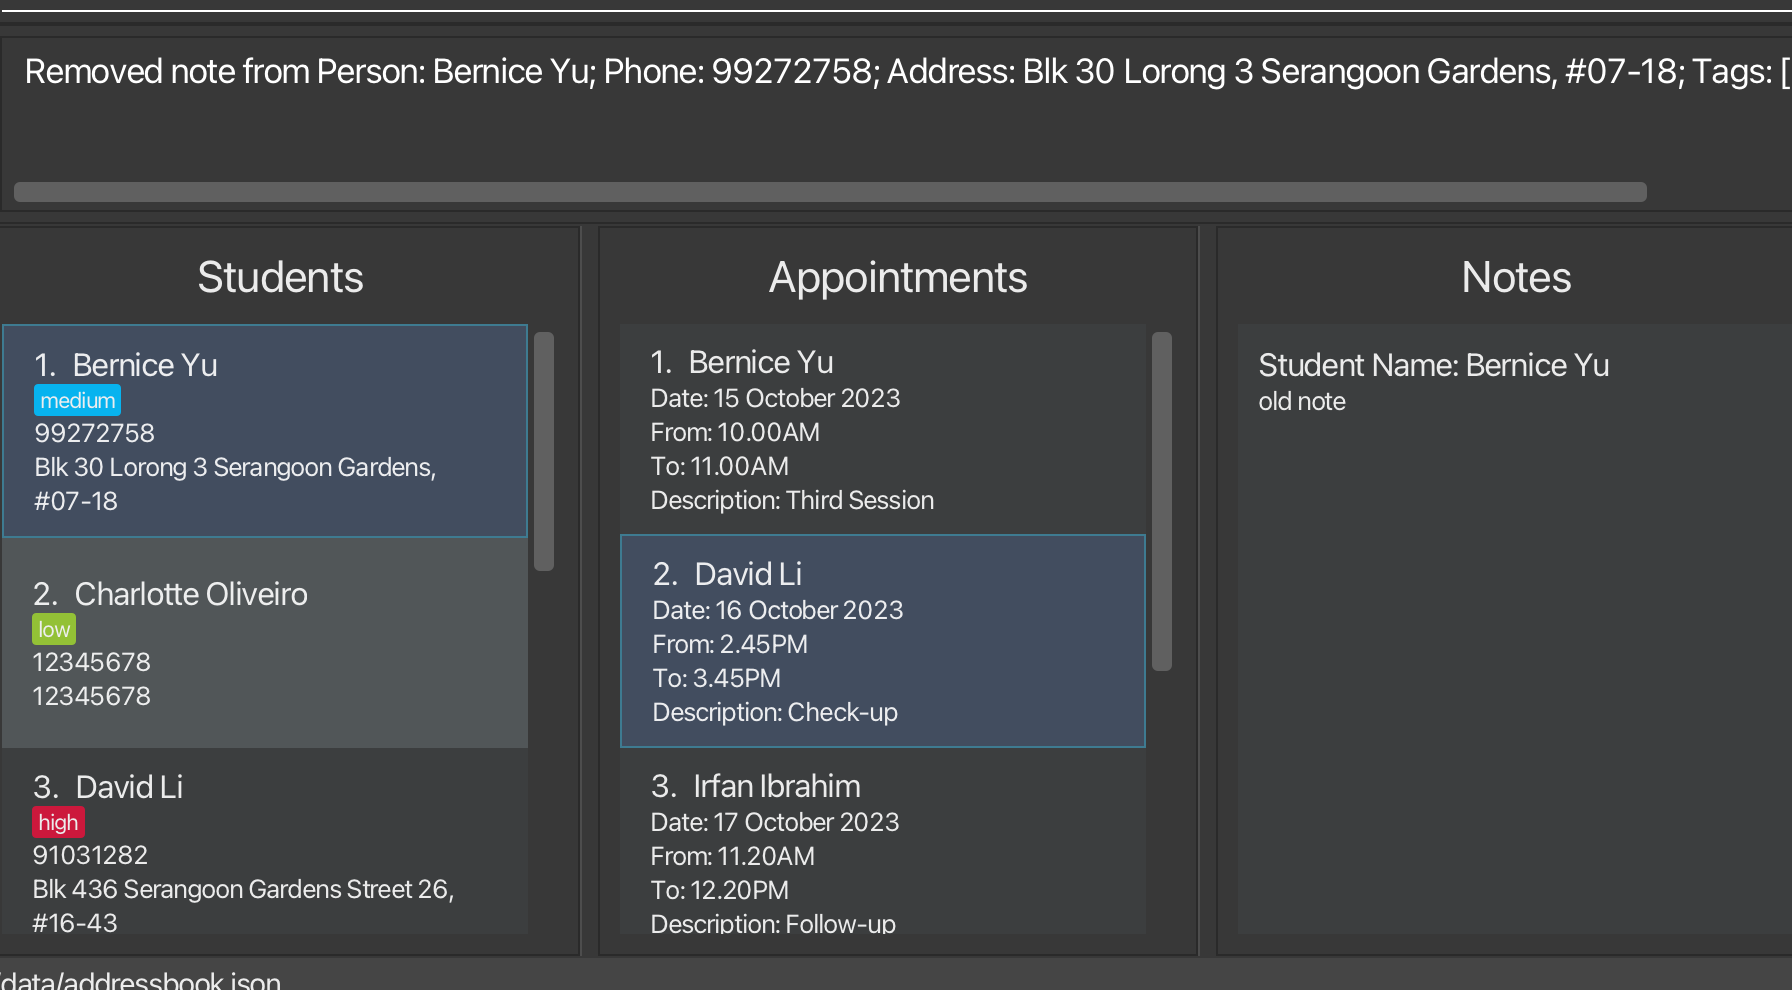 Removed note from Person: Bernice Yu; Phone: 99272758; Address: Blk 30 Lorong 3 Serangoon Gardens, #07-18; Tags: [
Students
1. Bernice Yu
medium
99272758
Blk 30 Lorong 3 Serangoon Gardens,
#07-18
2. Charlotte Oliveiro
low
12345678
12345678
3. David Li
high
91031282
Blk 436 Serangoon Gardens Street 26,
#16-43
Appointments
1. Bernice Yu
Date: 15 October 2023
From: 10.00AM
To: 11.00AM
Description: Third Session
2. David Li
Date: 16 October 2023
From: 2.45PM
To: 3.45PM
Description: Check-up
3. Irfan Ibrahim
Date: 17 October 2023
From: 11.20AM
To: 12.20PM
Description: Follow-up
Notes
Student Name: Bernice Yu
old note
/data/addressbook.json